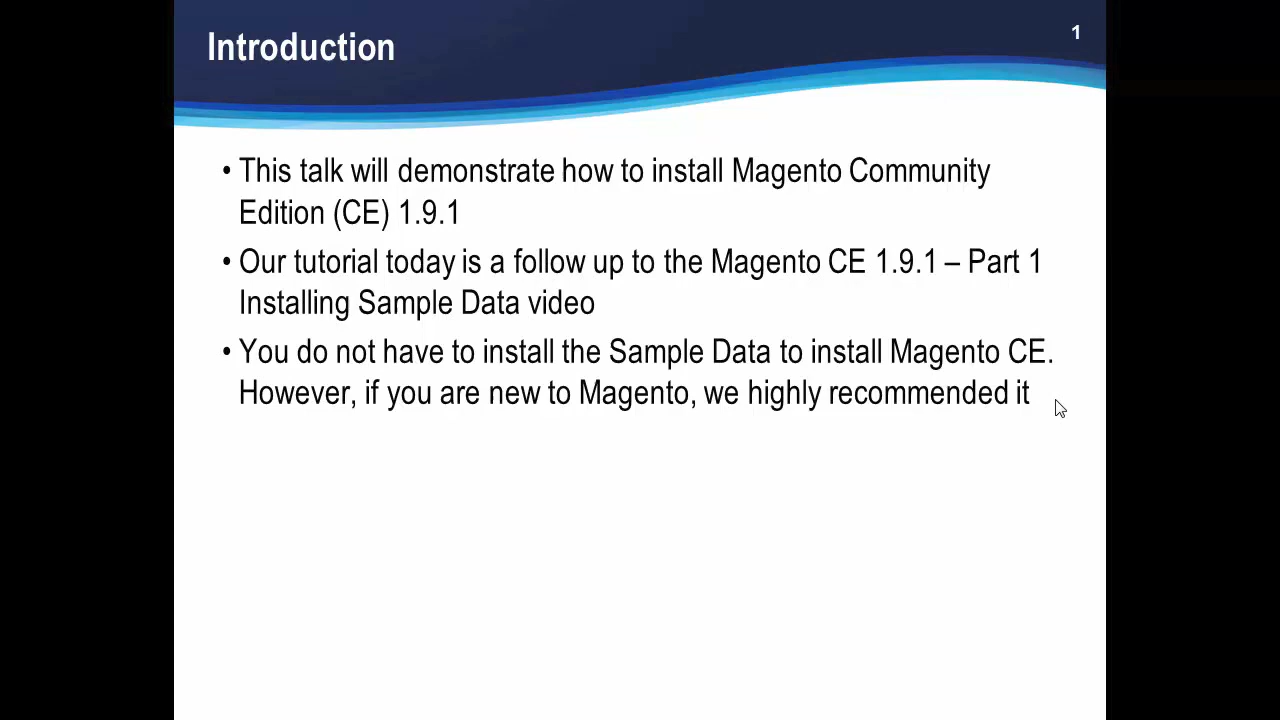 Introduction
1
• This talk will demonstrate how to install Magento Community
Edition (CE) 1.9.1
• Our tutorial today is a follow up to the Magento CE 1.9.1 – Part 1
Installing Sample Data video
• You do not have to install the Sample Data to install Magento CE.
However, if you are new to Magento, we highly recommended it